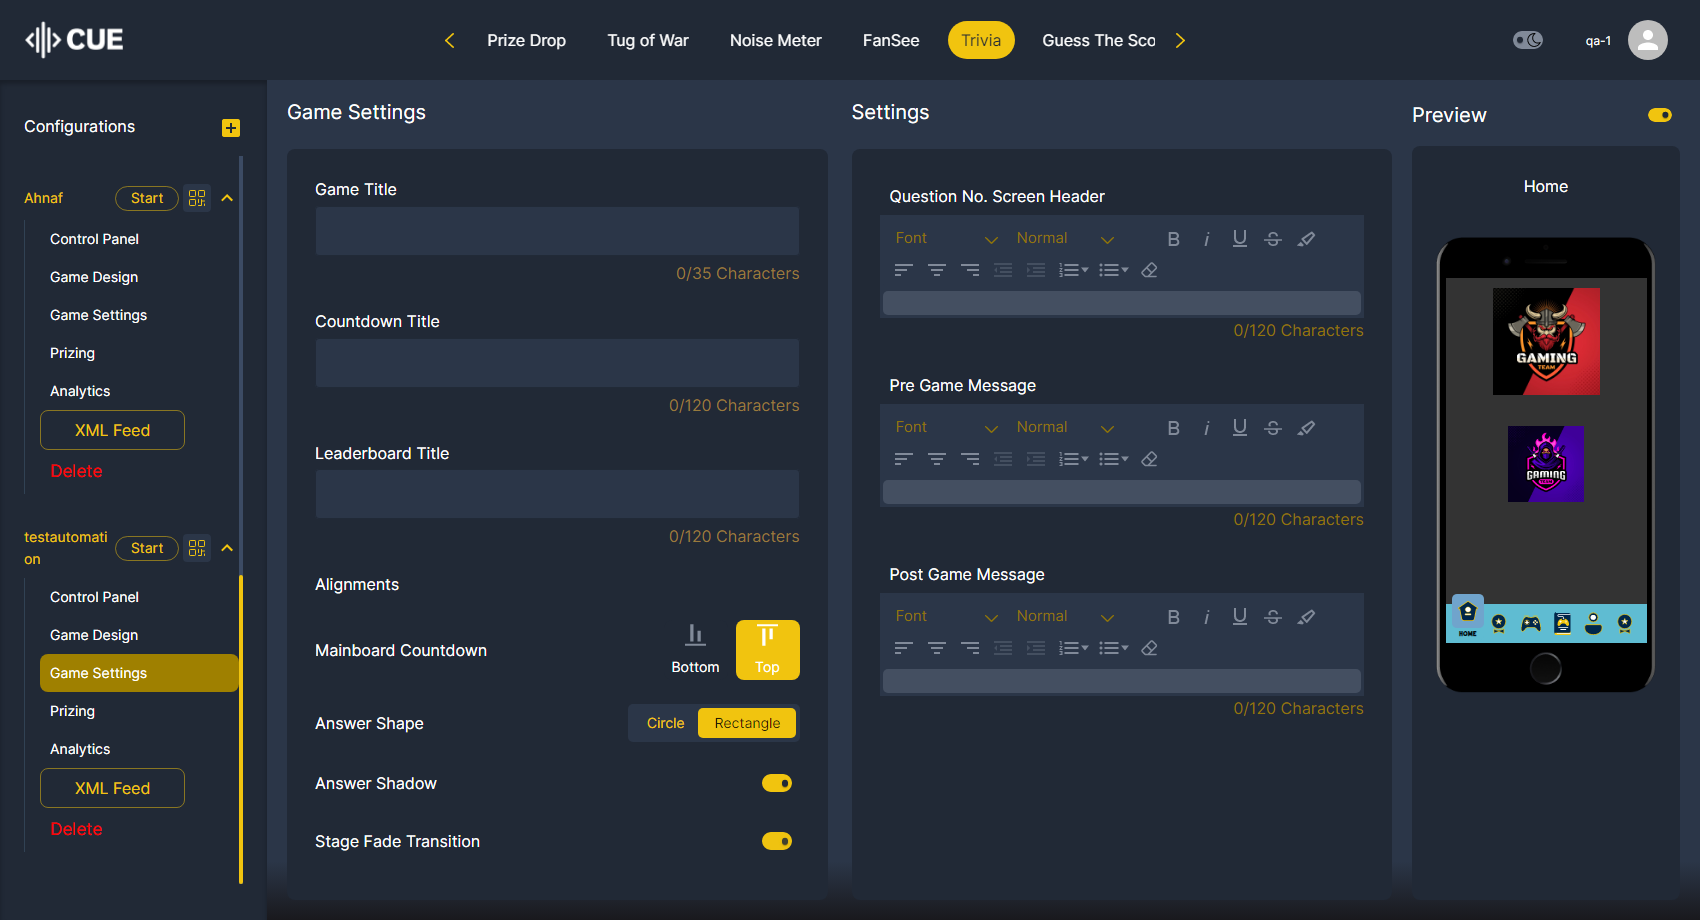 CUE
Prize Drop
Tug of War
Noise Meter
FanSee
Trivia
Guess The Sco
qa-1
Configurations
Ahnaf
Start
Control Panel
Game Design
Game Settings
Prizing
Analytics
XML Feed
Delete
testautomati
on
Start
Control Panel
Game Design
Game Settings
Prizing
Analytics
XML Feed
Delete
Game Settings
Game Title
0/35 Characters
Countdown Title
0/120 Characters
Leaderboard Title
0/120 Characters
Alignments
Mainboard Countdown
Bottom
Top
Answer Shape
Circle
Rectangle
Answer Shadow
Stage Fade Transition
Settings
Question No. Screen Header
Font
Normal
B i U S
0/120 Characters
Pre Game Message
Font
Normal
B i U S
0/120 Characters
Post Game Message
Font
Normal
B i U S
0/120 Characters
Preview
Home
GAMING
TEAM
GAMING
TEAM
HOME